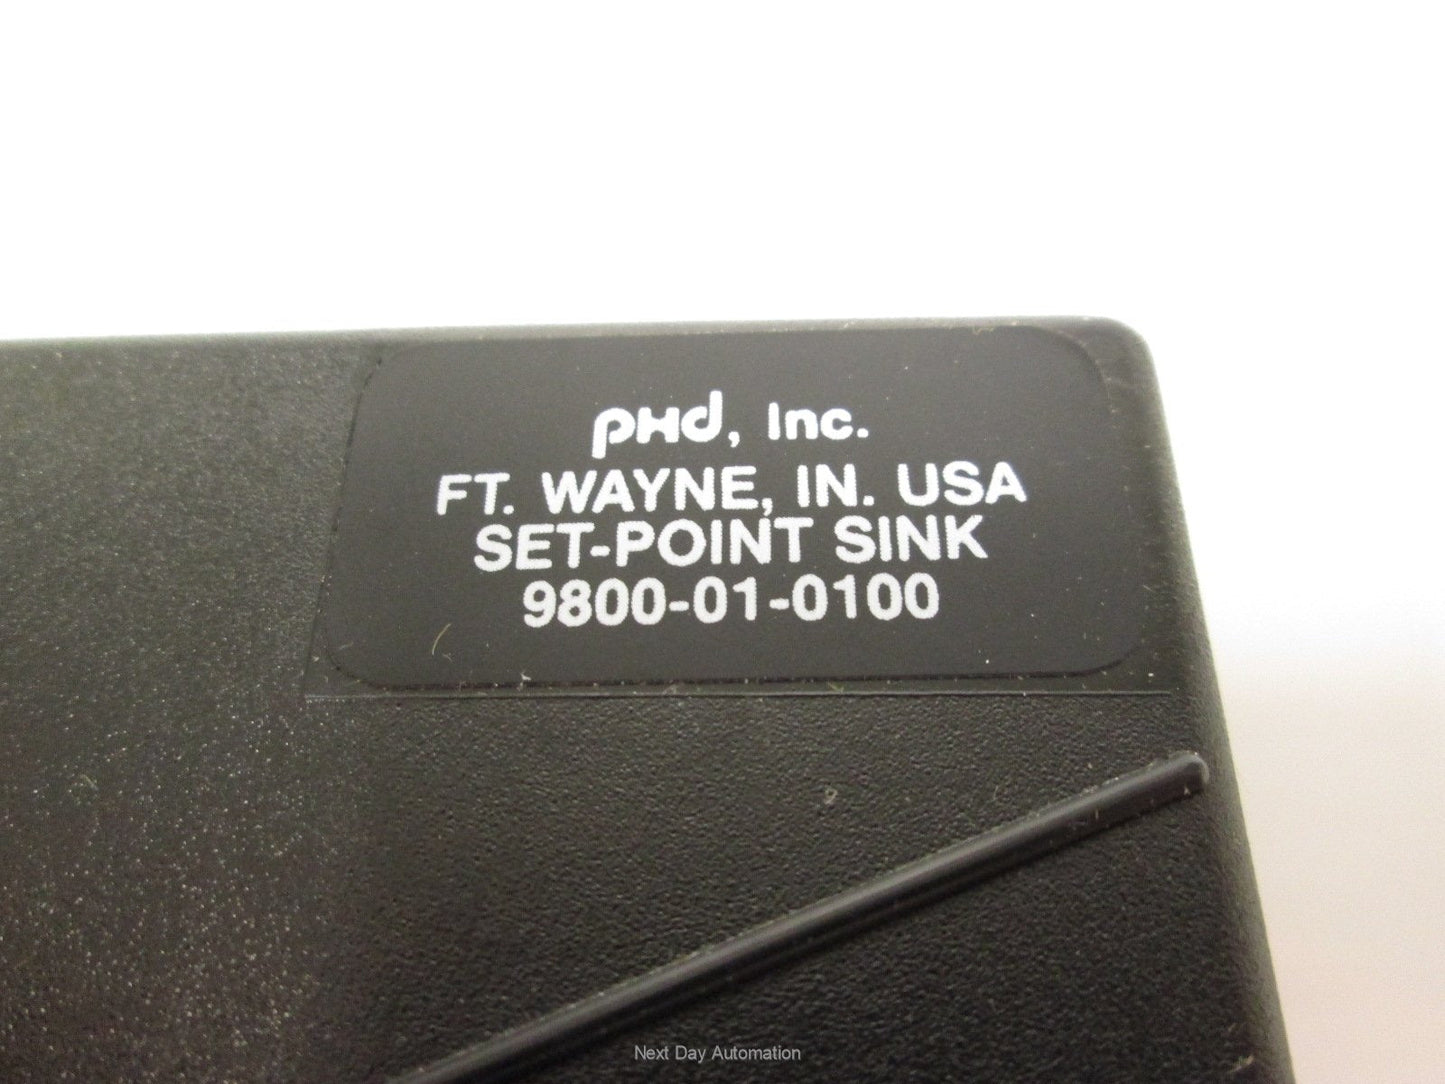 PHD, Inc.
FT. WAYNE, IN. USA
SET-POINT SINK
9800-01-0100
Next Day Automation